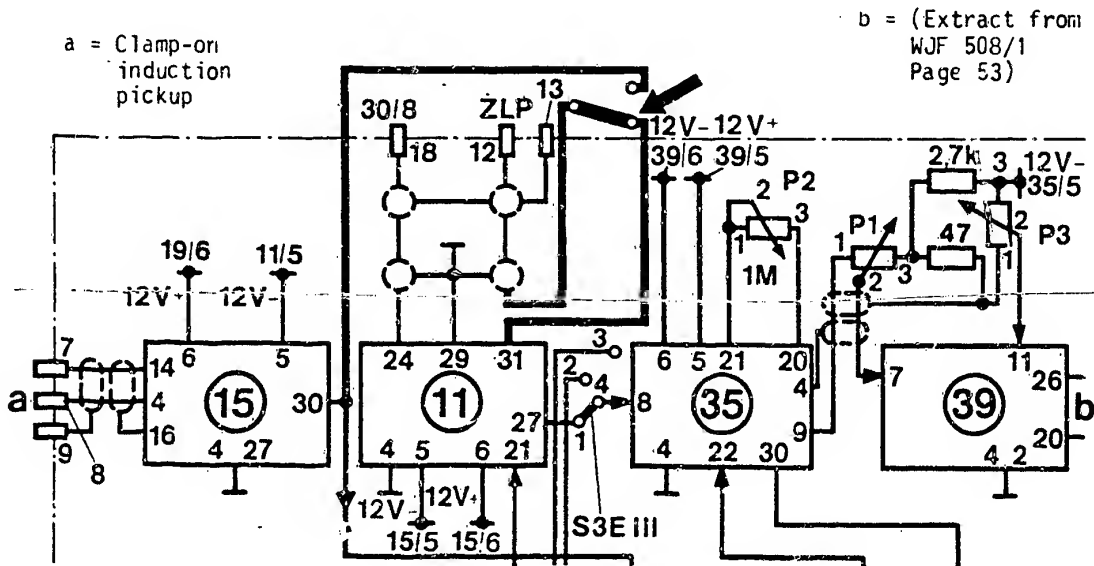 a = Clamp-on
induction
pickup
b = (Extract from
WJF 508/1
Page 53)
30/8
ZLP
13
18
12
12V- 12V+
39/6 39/5
2,7k
3
12V-
35/5
2
P2
3
1
1M
P1
1
2
3
47
2
P3
1
19/6
11/5
12V+
12V-
7
14
6
5
a
4
15
30
16
9
8
4 27
24
29
31
11
27
4
5
6
21
12V-
12V+
15/5
15/6
3
2
4
1
S3E III
6
5
21
20
8
35
4
9
4
22
30
11
7
39
26
b
20
4 2